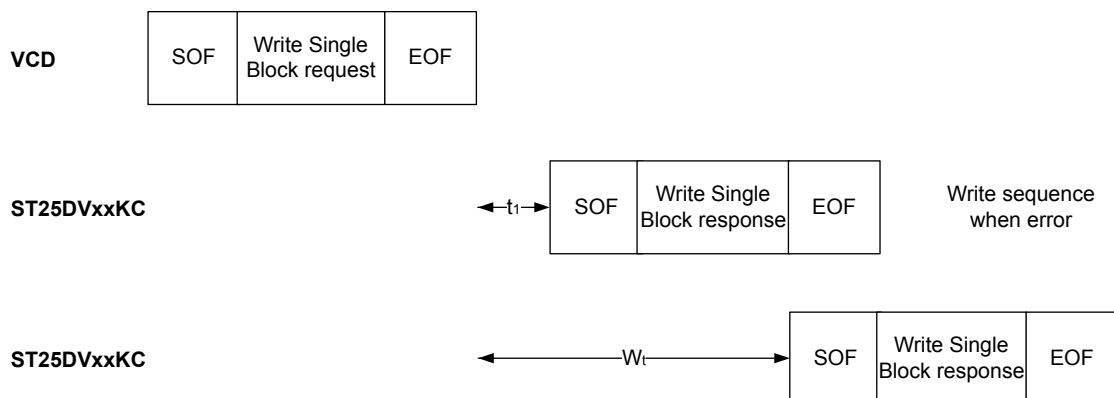 VCD
SOF
Write Single
Block request
EOF
ST25DVxxKC
t1
SOF
Write Single
Block response
EOF
Write sequence
when error
ST25DVxxKC
Wt
SOF
Write Single
Block response
EOF